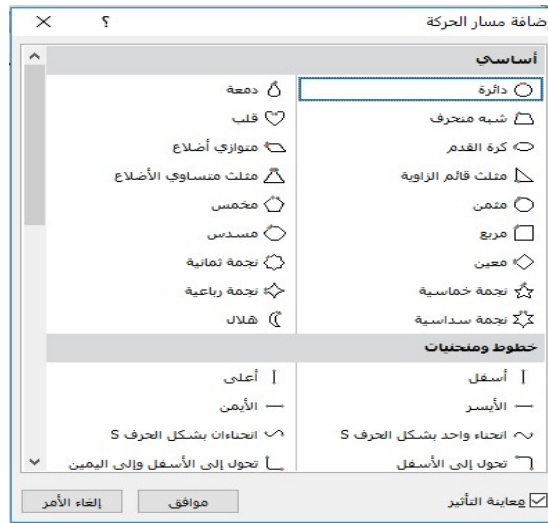 ضافة مسار الحركة ؟
أساسي
دائرة دمعة
شبه منحرف قلب
كرة القدم متوازي أضلاع
مثلث قائم الزاوية مثلث متساوي الأضلاع
مثمن مخمس
مربع مسدس
معين نجمة ثمانية
نجمة خماسية نجمة رباعية
نجمة سداسية هلال
خطوط ومنحنيات
أسفل أعلى
الأيسر الأيمن
انحناء واحد بشكل الحرف S انحناءان بشكل الحرف S
تحول إلى الأسفل تحول إلى الأسفل وإلى اليمين
معاينة التأثير موافق إلغاء الأمر